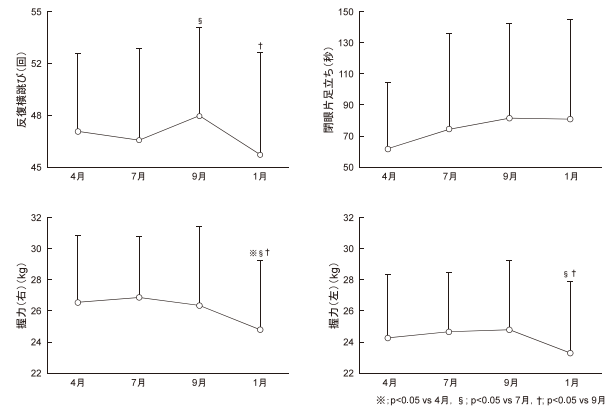 反復横跳び(回)
55
52
48
45
§
†
4月 7月 9月 1月
閉眼片足立ち(秒)
150
130
110
90
70
50
4月 7月 9月 1月
握力(右)(kg)
32
30
28
26
24
22
※§†
4月 7月 9月 1月
握力(左)(kg)
32
30
28
26
24
22
§†
4月 7月 9月 1月
※;p<0.05 vs 4月, §; p<0.05 vs 7月, †; p<0.05 vs 9月